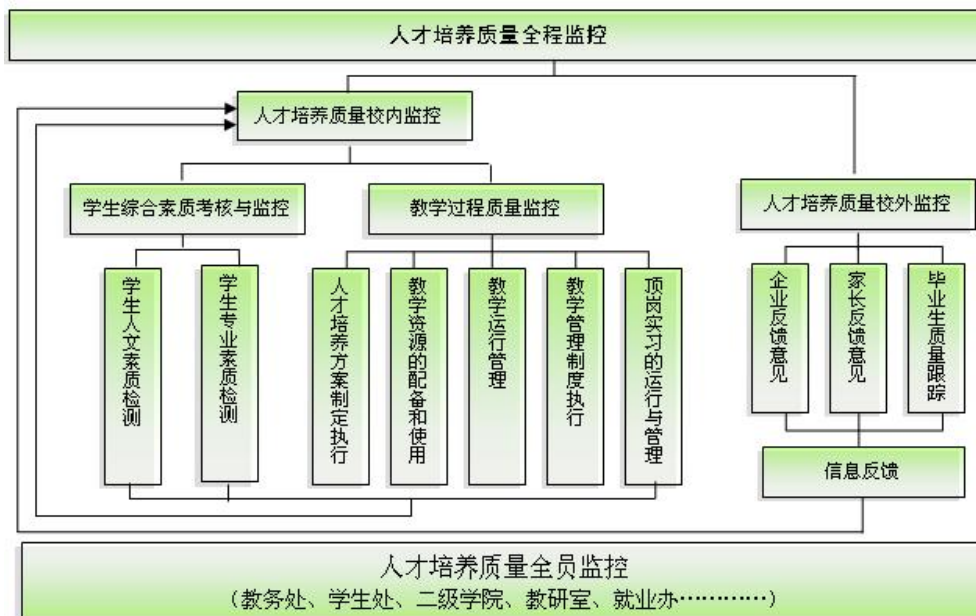 人才培养质量全程监控
人才培养质量校内监控
学生综合素质考核与监控
教学过程质量监控
人才培养质量校外监控
学生人文素质检测
学生专业素质检测
人才培养方案制定执行
教学资源的配备和使用
教学运行管理
教学管理制度执行
顶岗实习的运行与管理
企业反馈意见
家长反馈意见
毕业生质量跟踪
信息反馈
人才培养质量全员监控
（教务处、学生处、二级学院、教研室、就业办…………）